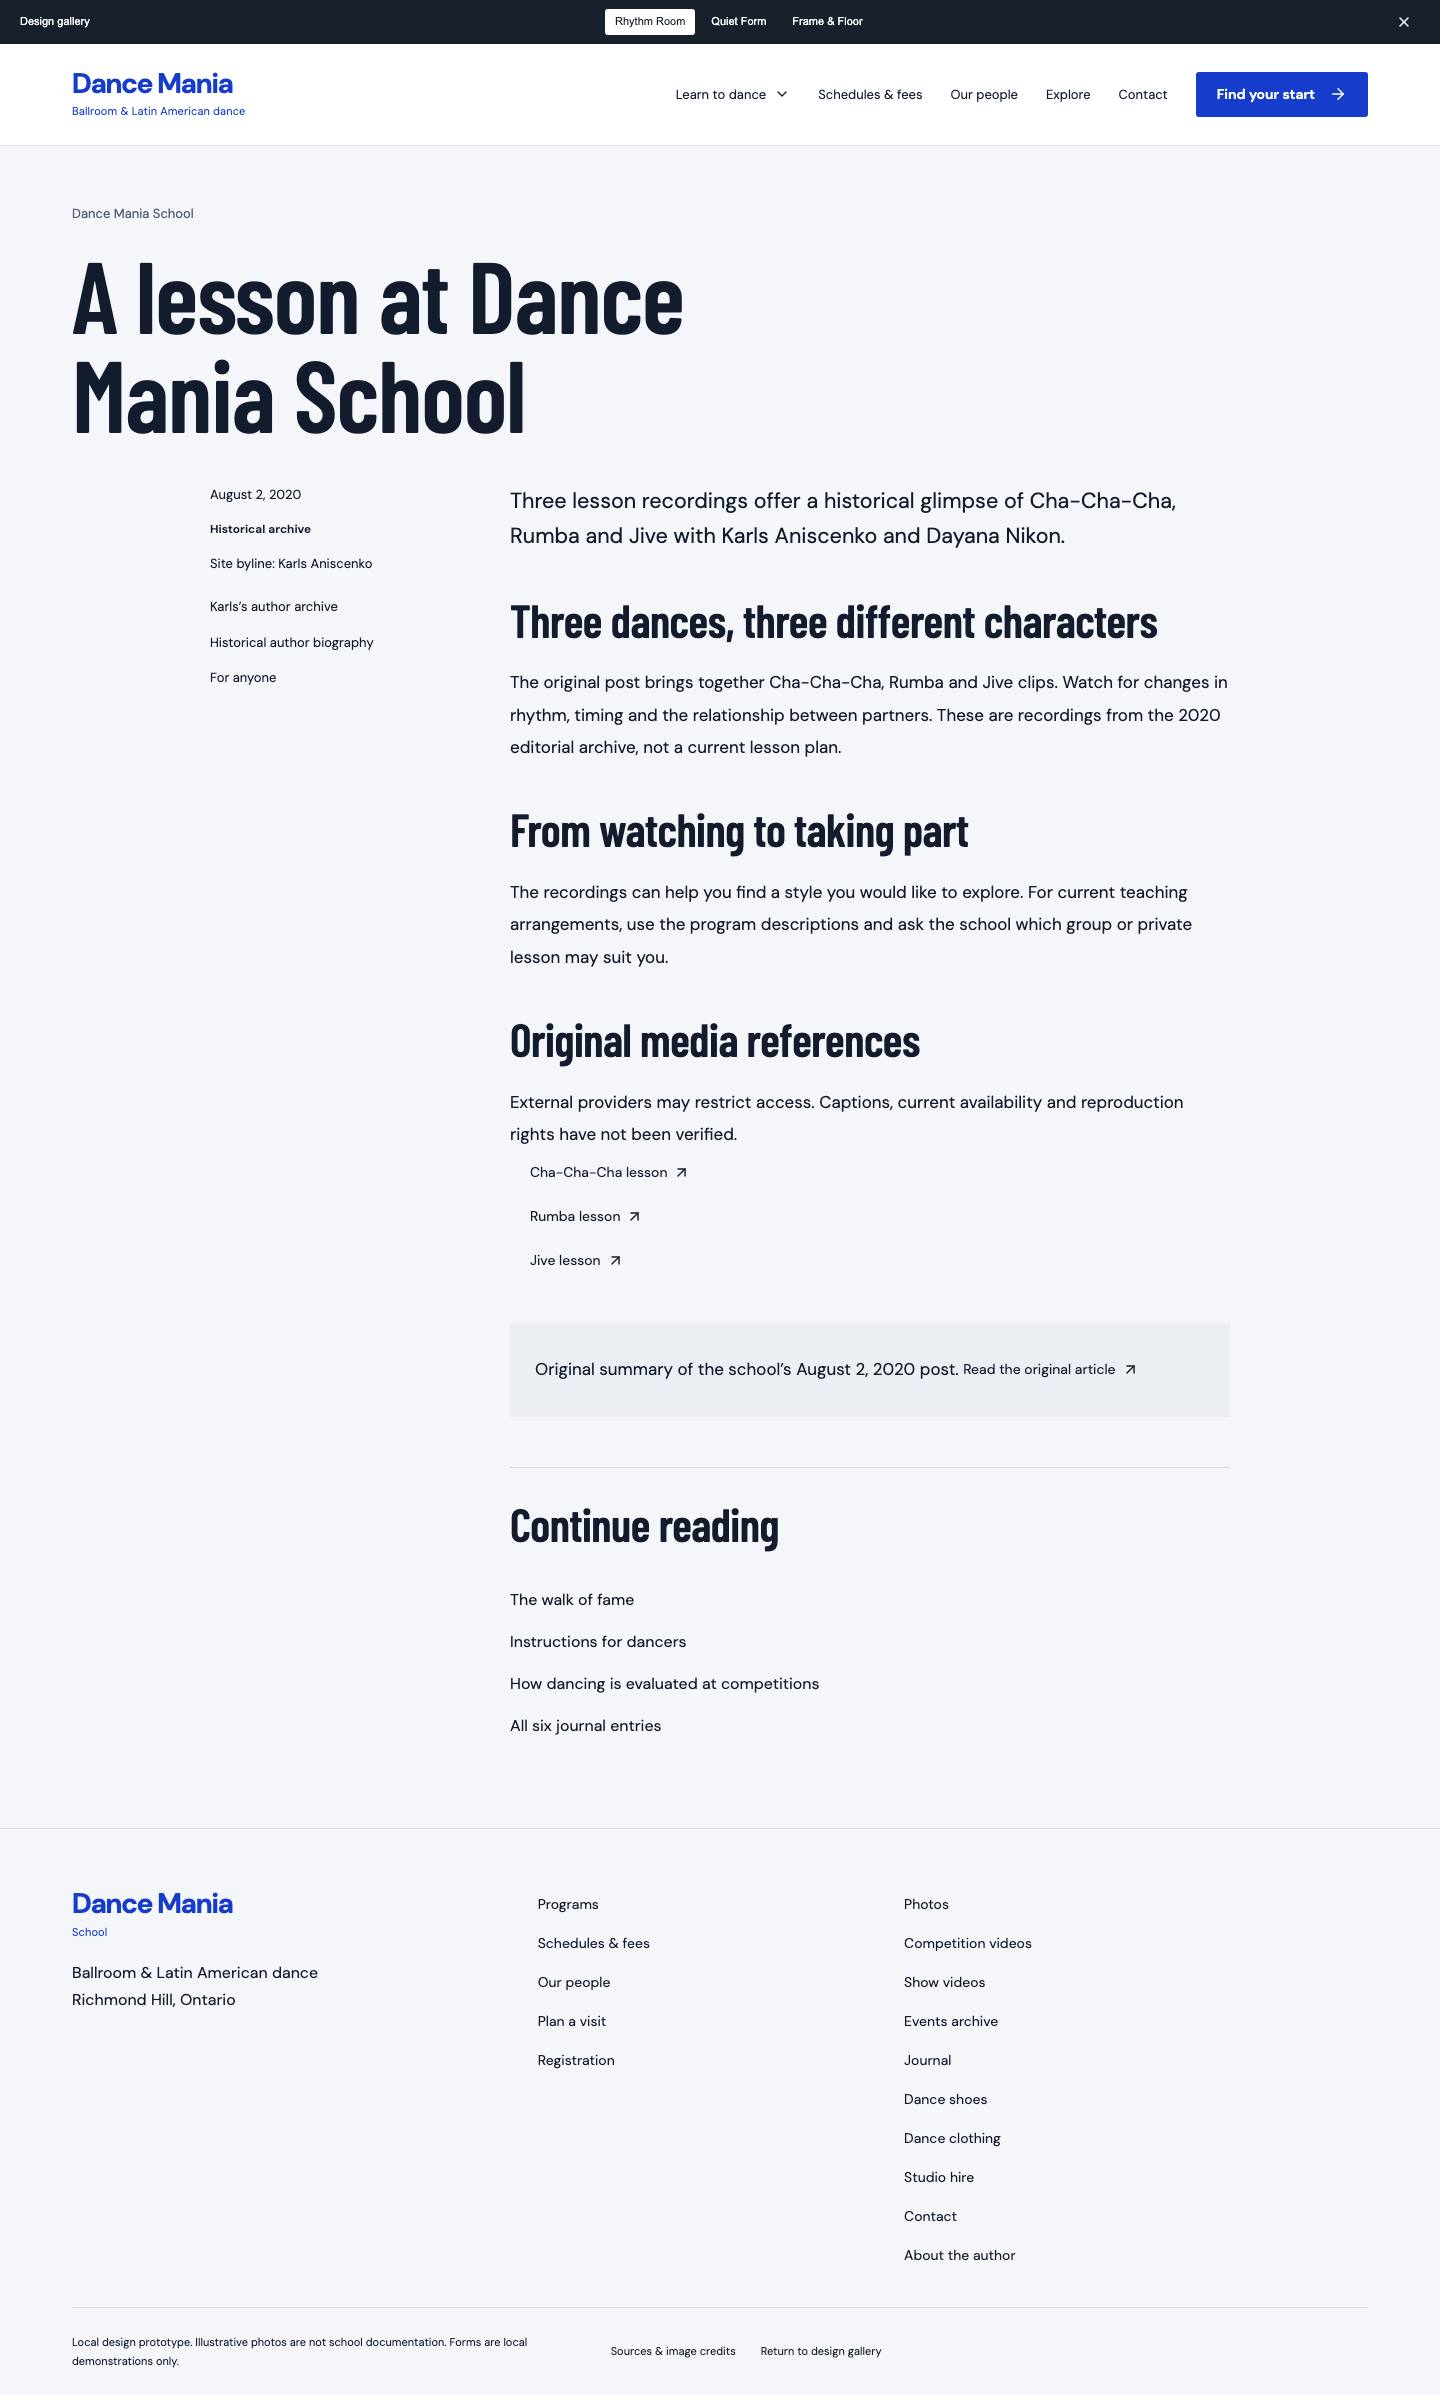 Design gallery
Rhythm Room
Quiet Form
Frame & Floor
Dance Mania
Ballroom & Latin American dance
Learn to dance
Schedules & fees
Our people
Explore
Contact
Find your start
Dance Mania School
A lesson at Dance
Mania School
August 2, 2020
Historical archive
Site byline: Karls Aniscenko
Karls’s author archive
Historical author biography
For anyone
Three lesson recordings offer a historical glimpse of Cha-Cha-Cha,
Rumba and Jive with Karls Aniscenko and Dayana Nikon.
Three dances, three different characters
The original post brings together Cha-Cha-Cha, Rumba and Jive clips. Watch for changes in
rhythm, timing and the relationship between partners. These are recordings from the 2020
editorial archive, not a current lesson plan.
From watching to taking part
The recordings can help you find a style you would like to explore. For current teaching
arrangements, use the program descriptions and ask the school which group or private
lesson may suit you.
Original media references
External providers may restrict access. Captions, current availability and reproduction
rights have not been verified.
Cha-Cha-Cha lesson
Rumba lesson
Jive lesson
Original summary of the school’s August 2, 2020 post. Read the original article
Continue reading
The walk of fame
Instructions for dancers
How dancing is evaluated at competitions
All six journal entries
Dance Mania
School
Ballroom & Latin American dance
Richmond Hill, Ontario
Programs
Schedules & fees
Our people
Plan a visit
Registration
Photos
Competition videos
Show videos
Events archive
Journal
Dance shoes
Dance clothing
Studio hire
Contact
About the author
Local design prototype. Illustrative photos are not school documentation. Forms are local
demonstrations only.
Sources & image credits
Return to design gallery